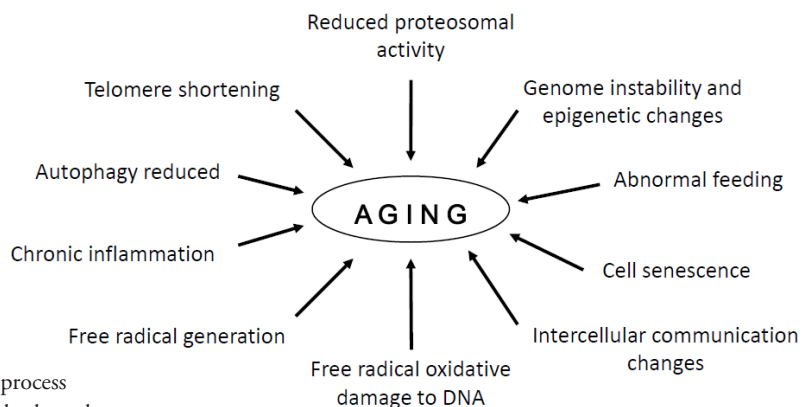 Reduced proteosomal
activity
Telomere shortening
Genome instability and
epigenetic changes
Autophagy reduced
Abnormal feeding
AGING
Chronic inflammation
Cell senescence
Free radical generation
Intercellular communication
changes
Free radical oxidative
damage to DNA
process